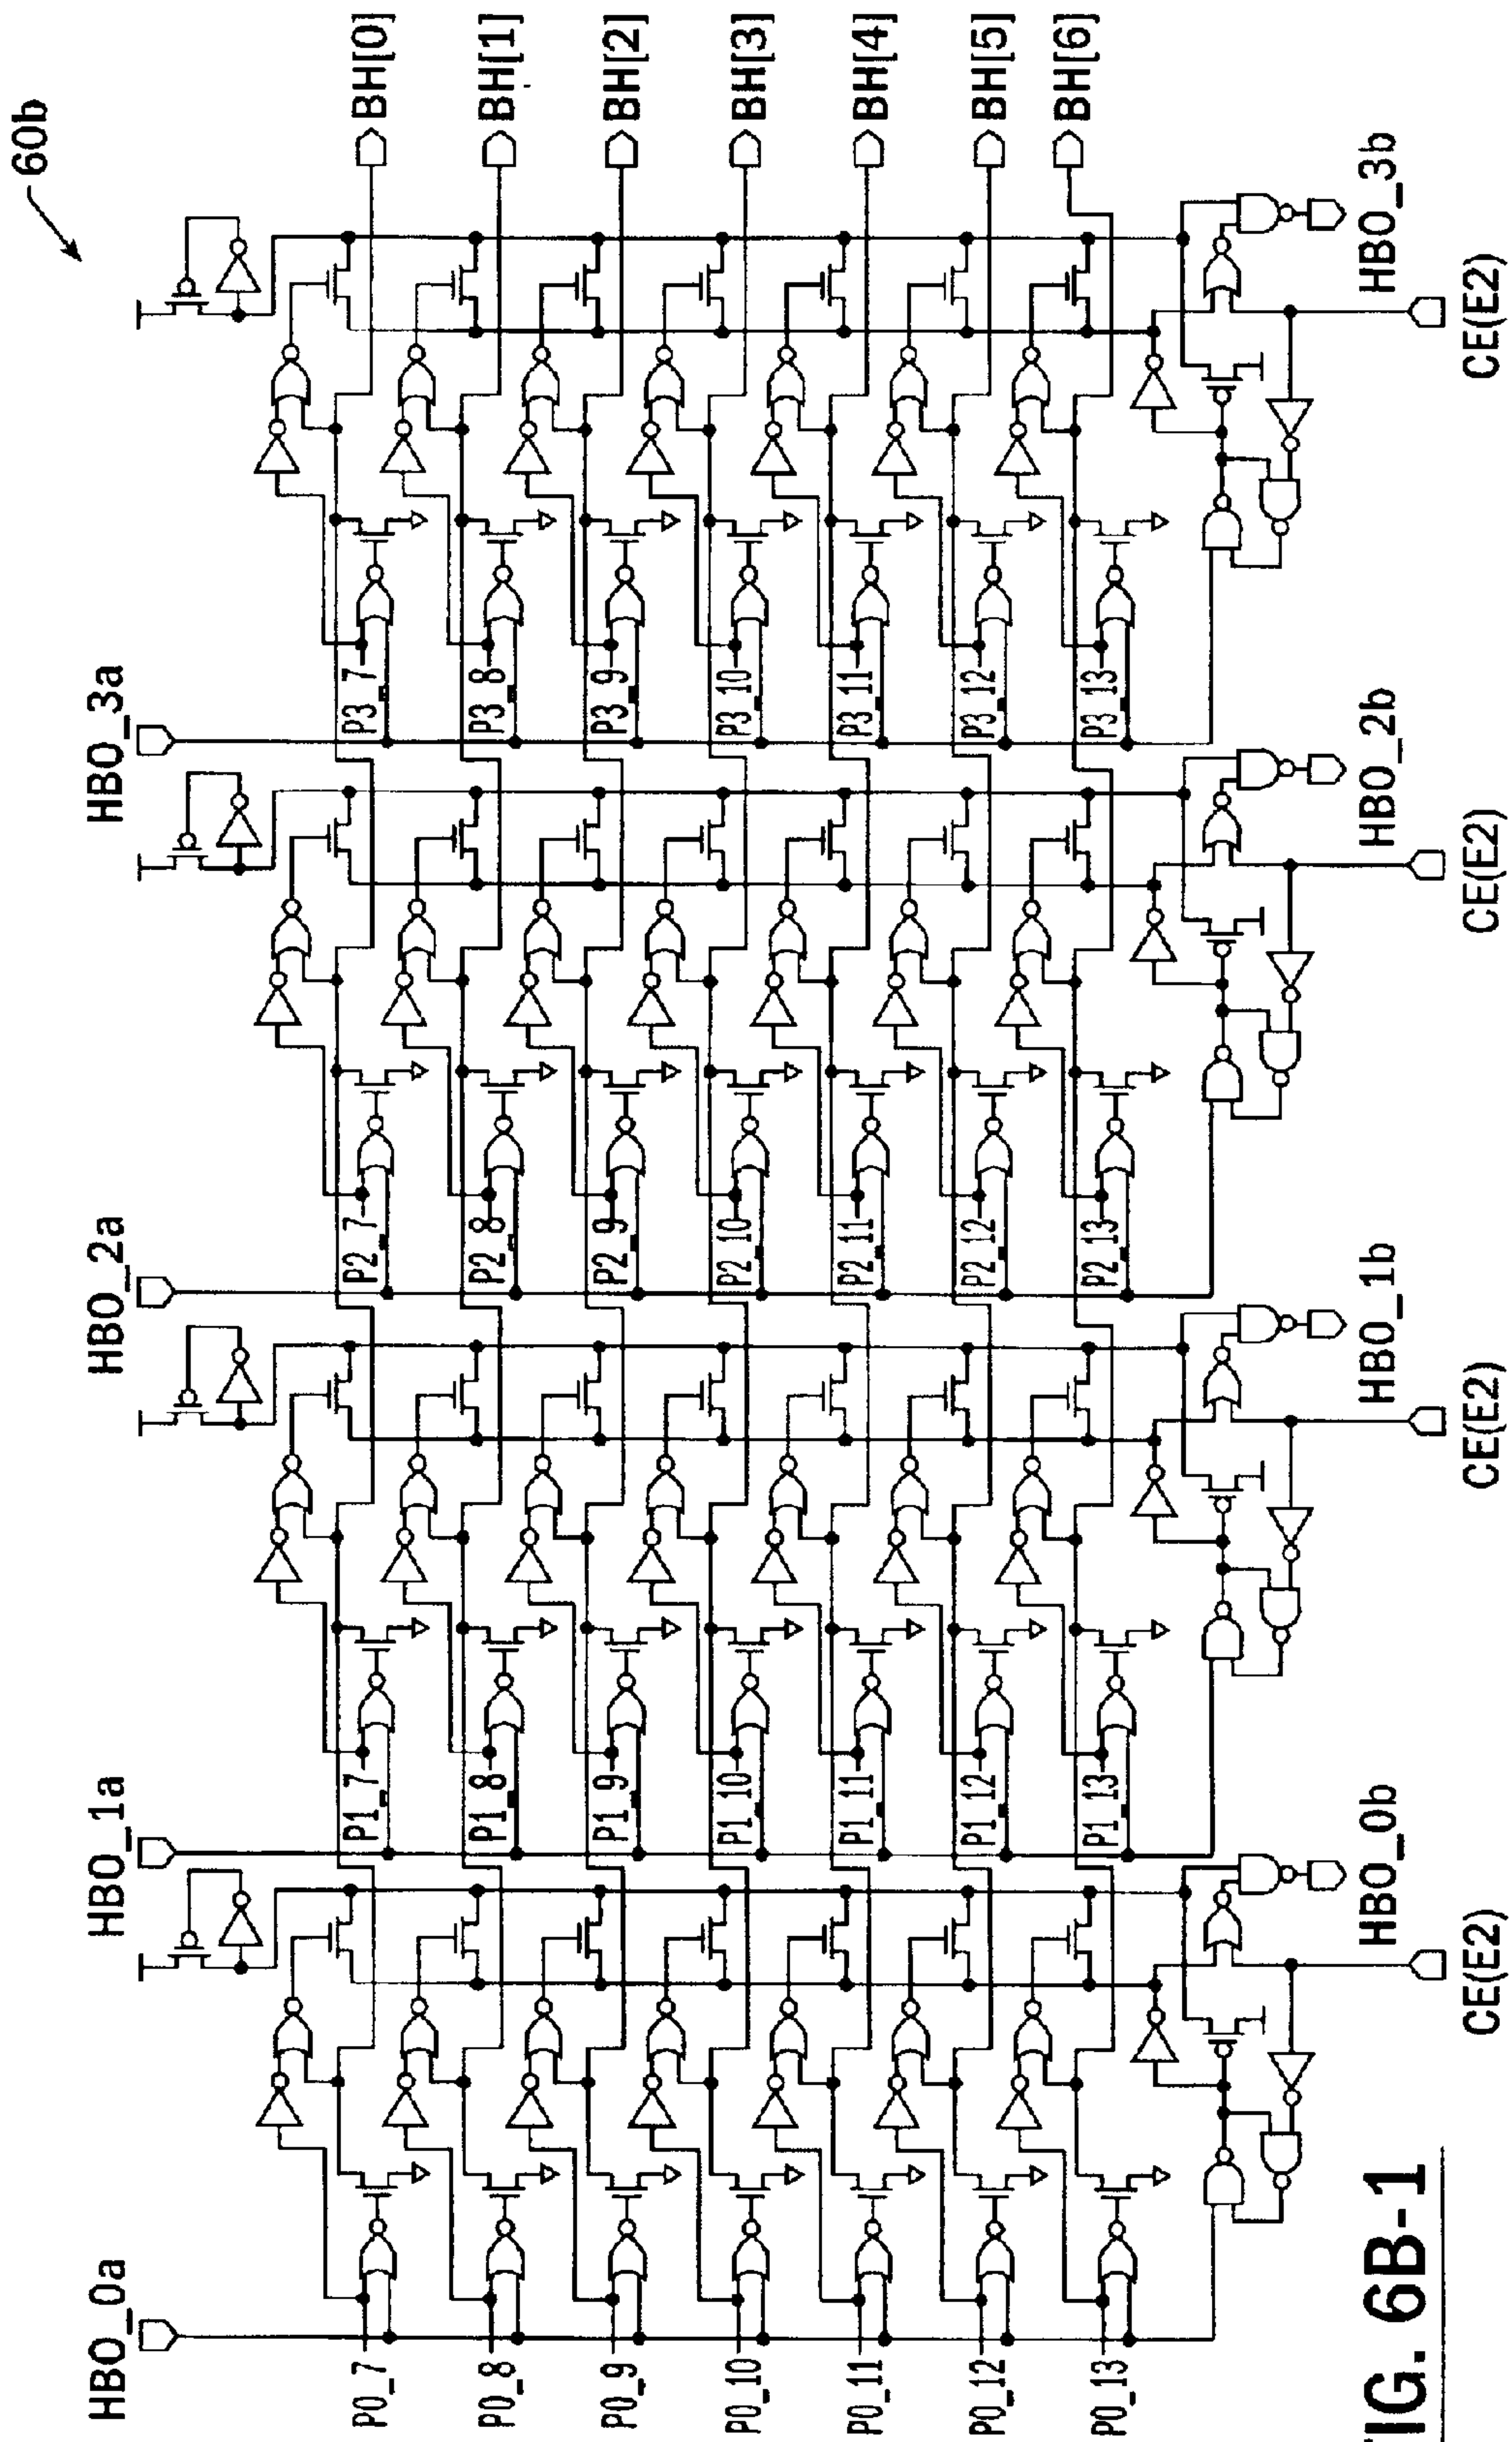 60b
BH[0]
BH[1]
BH[2]
BH[3]
BH[4]
BH[5]
BH[6]
HBO_3a
P3_7
P3_8
P3_9
P3_10
P3_11
P3_12
P3_13
HBO_3b
CE(E2)
HBO_2a
P2_7
P2_8
P2_9
P2_10
P2_11
P2_12
P2_13
HBO_2b
CE(E2)
HBO_1a
P1_7
P1_8
P1_9
P1_10
P1_11
P1_12
P1_13
HBO_1b
CE(E2)
HBO_0a
P0_7
P0_8
P0_9
P0_10
P0_11
P0_12
P0_13
HBO_0b
CE(E2)
FIG. 6B-1